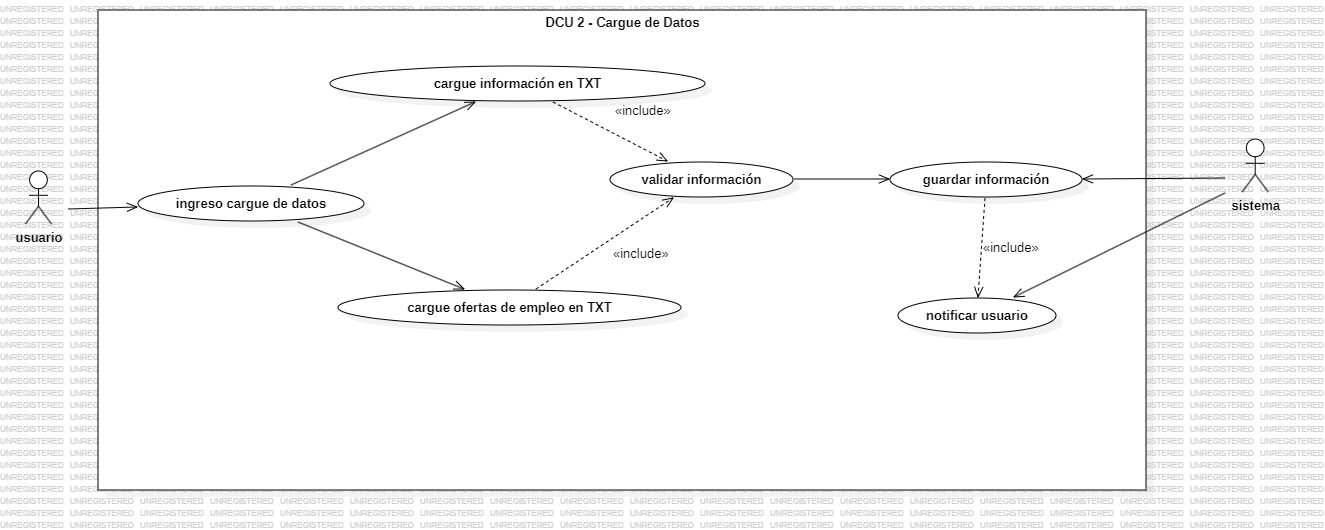 DCU 2 - Cargue de Datos
cargue información en TXT
«include»
validar información
guardar información
ingreso cargue de datos
usuario
sistema
«include»
«include»
cargue ofertas de empleo en TXT
notificar usuario
UNREGISTERED